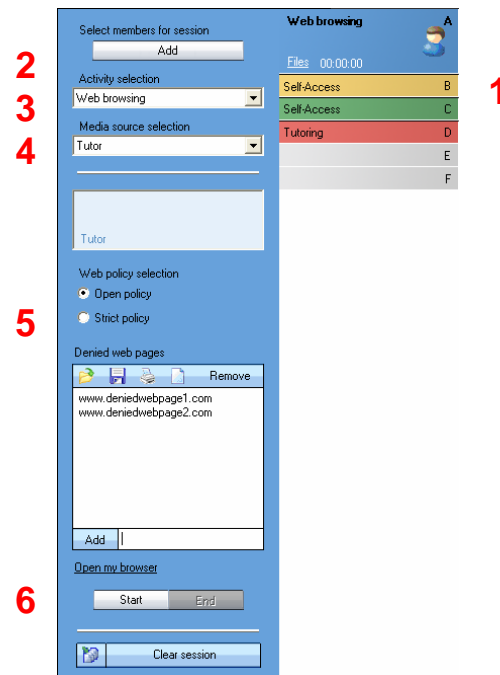 Select members for session
Add
2
Activity selection
3
Web browsing
Media source selection
4
Tutor
Tutor
Web policy selection
Open policy
5
Strict policy
Denied web pages
Remove
www.deniedwebpage1.com
www.deniedwebpage2.com
Add
Open my browser
6
Start End
Clear session
Web browsing A
Files 00:00:00
Self-Access B
Self-Access C
Tutoring D
E
F
1